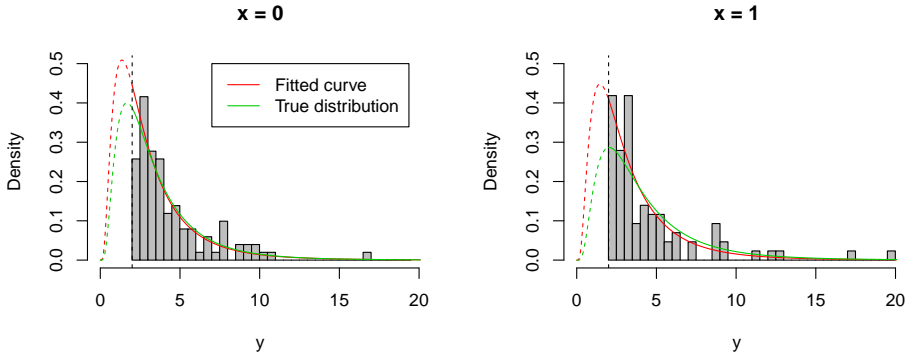 x = 0
Density
0.0 0.1 0.2 0.3 0.4 0.5
Fitted curve
True distribution
0 5 10 15 20
y
x = 1
Density
0.0 0.1 0.2 0.3 0.4 0.5
0 5 10 15 20
y